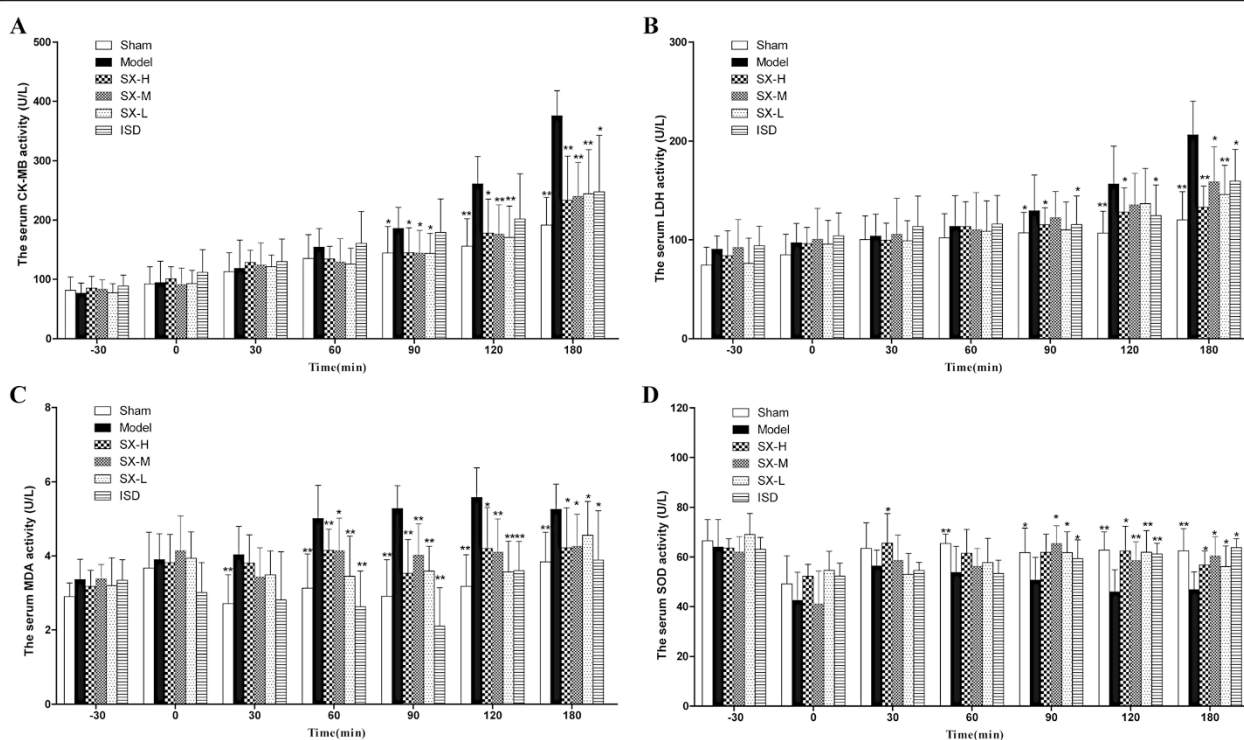 A
The serum CK-MB activity (U/L)
500
400
300
200
100
0
Sham
Model
SX-H
SX-M
SX-L
ISD
* * * * *
** * ** **
** ** ** ** *
-30 0 30 60 90 120 180
Time(min)
B
The serum LDH activity (U/L)
300
200
100
0
Sham
Model
SX-H
SX-M
SX-L
ISD
* * *
** * *
** ** * ** *
-30 0 30 60 90 120 180
Time(min)
C
The serum MDA activity (U/L)
8
6
4
2
0
Sham
Model
SX-H
SX-M
SX-L
ISD
**
** ** * ** **
** ** ** ** **
** * ** ** **
** * * * *
-30 0 30 60 90 120 180
Time(min)
D
The serum SOD activity (U/L)
120
100
80
60
40
20
0
Sham
Model
SX-H
SX-M
SX-L
ISD
*
**
* * * *
** * ** ** **
** * * * *
-30 0 30 60 90 120 180
Time(min)